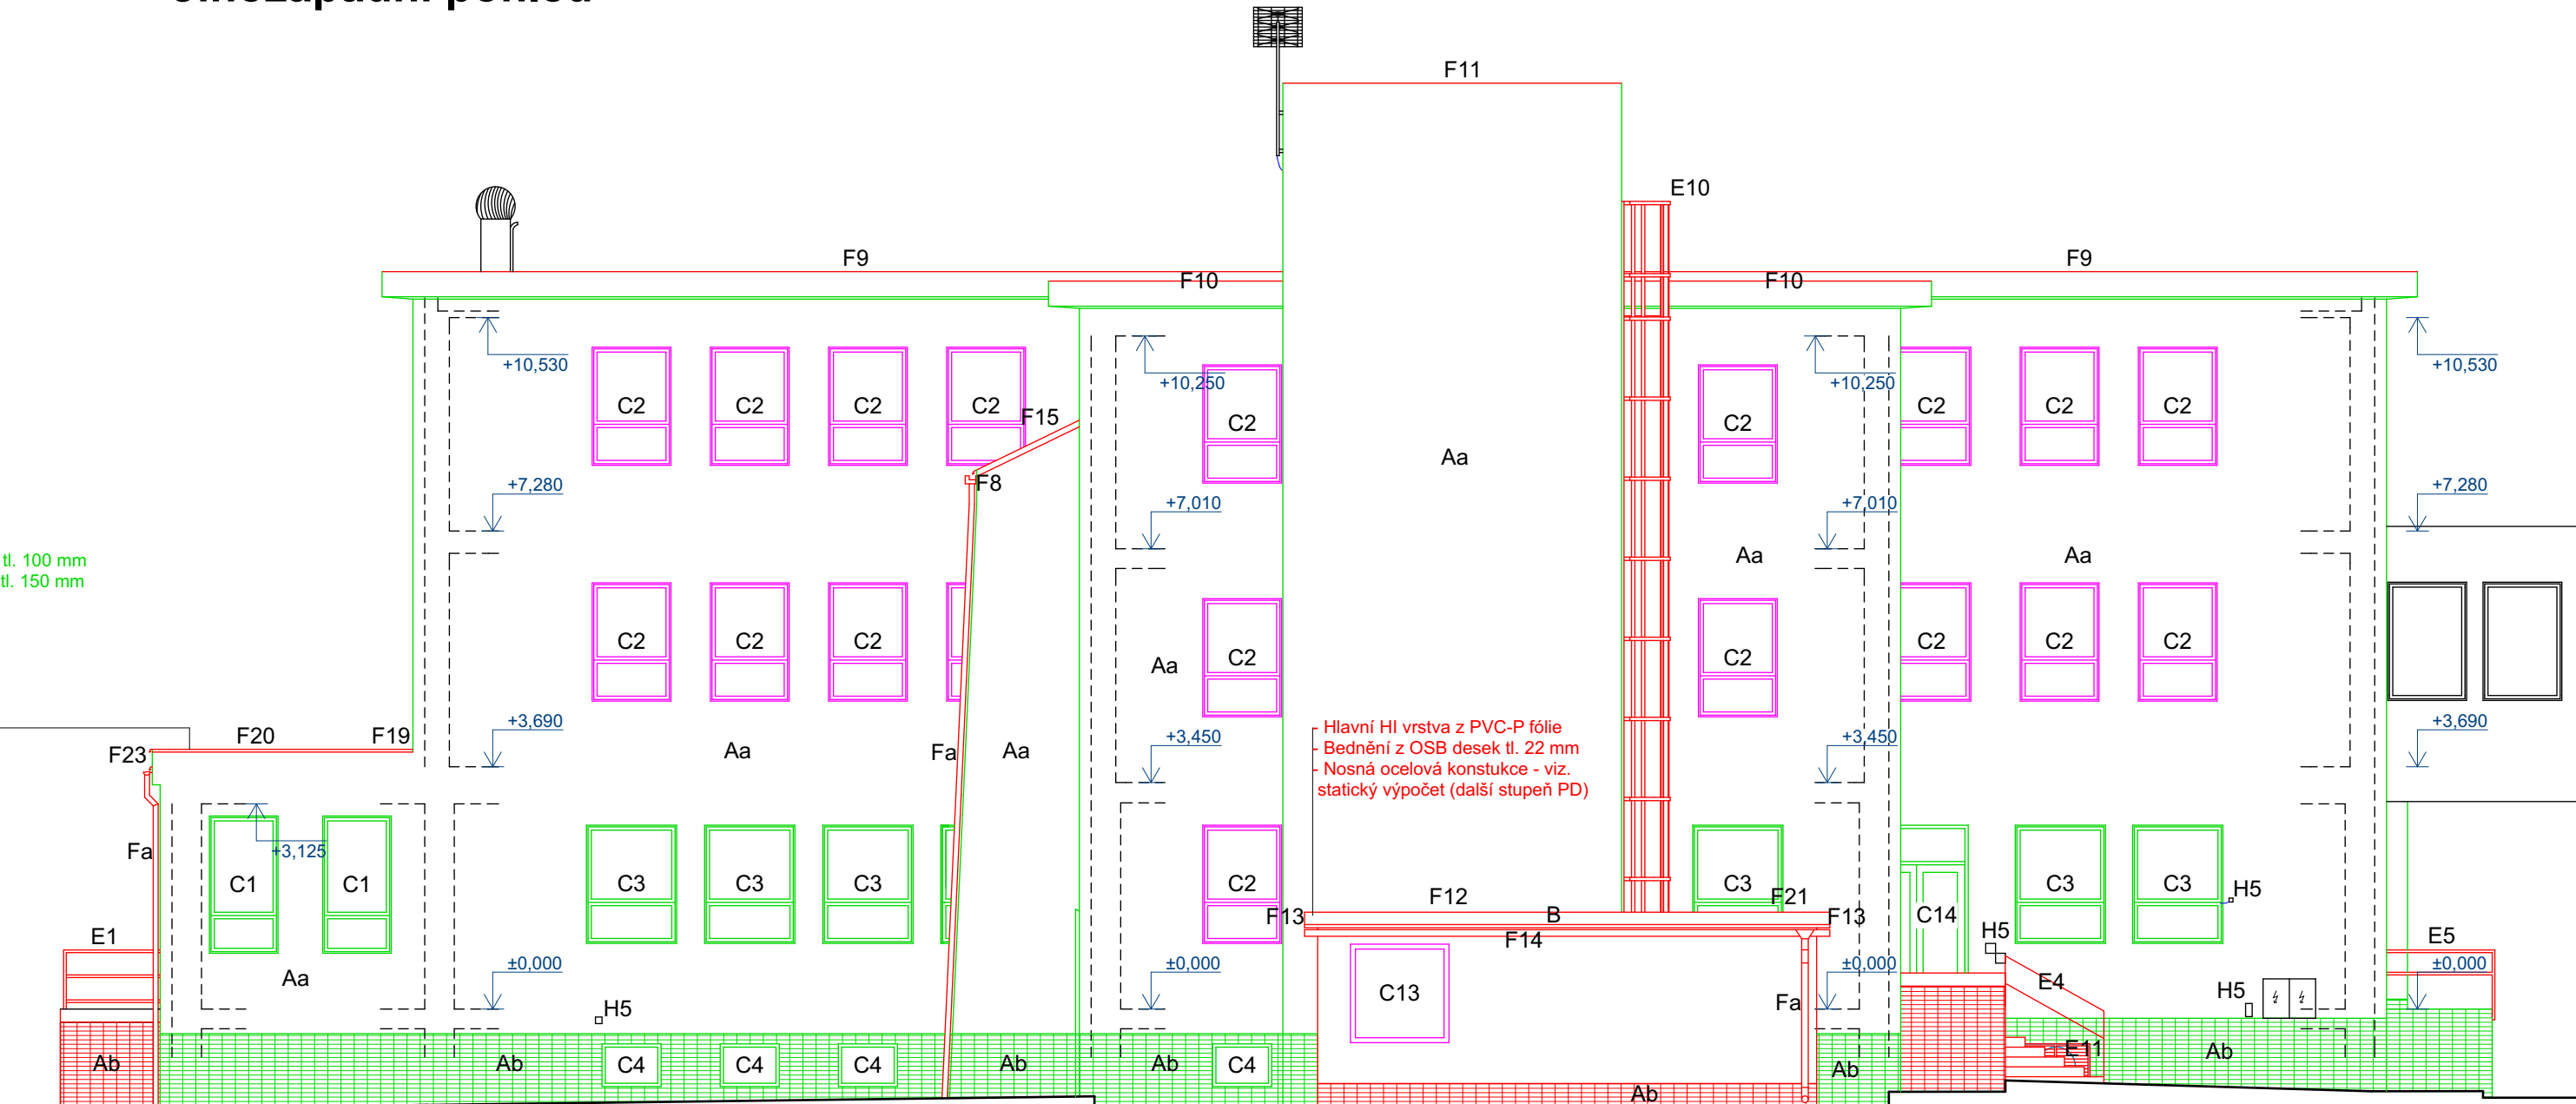 F11
E10
F9
F9
F10
F10
+10,530
+10,530
+10,250
+10,250
C2
C2
C2
C2
C2
C2
C2
C2
C2
F15
Aa
F8
+7,280
+7,280
+7,010
+7,010
tl. 100 mm
tl. 150 mm
Aa
Aa
C2
C2
C2
C2
C2
C2
C2
C2
Aa
+3,690
+3,690
- Hlavní HI vrstva z PVC-P fólie
- Bednění z OSB desek tl. 22 mm
- Nosná ocelová konstukce - viz.
statický výpočet (další stupeň PD)
F20
F19
F23
+3,450
+3,450
Aa
Fa
Aa
Fa
+3,125
C1
C1
C3
C3
C3
C2
C3
C3
C3
F12
F21
F13
B
F13
H5
C14
H5
F14
E1
E5
±0,000
±0,000
±0,000
±0,000
Aa
E4
C13
Fa
H5
H5
Ab
Ab
C4
C4
C4
Ab
Ab
C4
Ab
Ab
E11
Ab